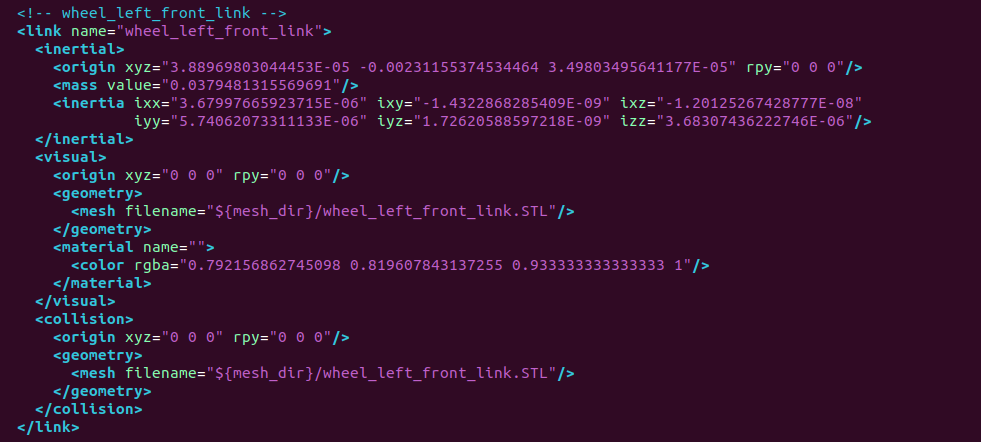 <!-- wheel_left_front_link -->
<link name="wheel_left_front_link">
<inertial>
<origin xyz="3.88969803044453E-05 -0.00231155374534464 3.49803495641177E-05" rpy="0 0 0"/>
<mass value="0.0379481315569691"/>
<inertia ixx="3.67997665923715E-06" ixy="-1.4322868285409E-09" ixz="-1.20125267428777E-08"
iyy="5.74062073311133E-06" iyz="1.72620588597218E-09" izz="3.68307436222746E-06"/>
</inertial>
<visual>
<origin xyz="0 0 0" rpy="0 0 0"/>
<geometry>
<mesh filename="${mesh_dir}/wheel_left_front_link.STL"/>
</geometry>
<material name="">
<color rgba="0.792156862745098 0.819607843137255 0.933333333333333 1"/>
</material>
</visual>
<collision>
<origin xyz="0 0 0" rpy="0 0 0"/>
<geometry>
<mesh filename="${mesh_dir}/wheel_left_front_link.STL"/>
</geometry>
</collision>
</link>